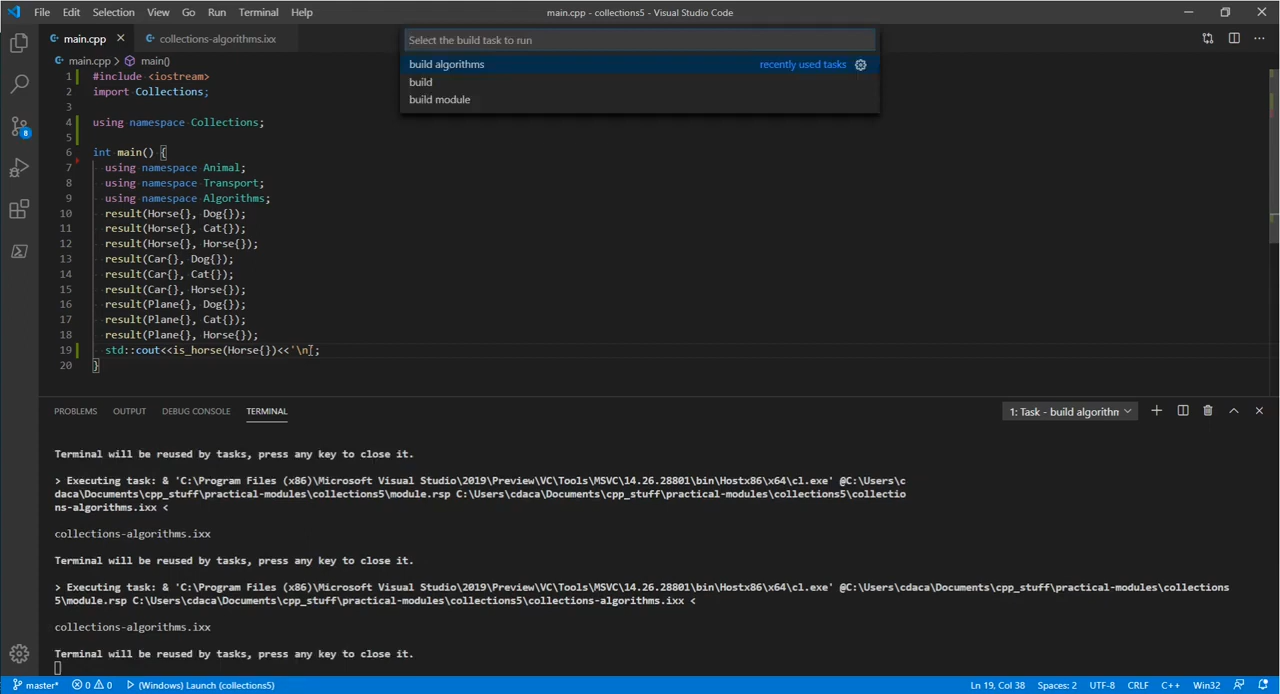 File Edit Selection View Go Run Terminal Help main.cpp - collections5 - Visual Studio Code
main.cpp collections-algorithms.ixx
Select the build task to run
build algorithms recently used tasks
build
build module
main.cpp > main()
1 #include <iostream>
2 import Collections;
3
4 using namespace Collections;
5
6 int main() {
7 using namespace Animal;
8 using namespace Transport;
9 using namespace Algorithms;
10 result(Horse{}, Dog{});
11 result(Horse{}, Cat{});
12 result(Horse{}, Horse{});
13 result(Car{}, Dog{});
14 result(Car{}, Cat{});
15 result(Car{}, Horse{});
16 result(Plane{}, Dog{});
17 result(Plane{}, Cat{});
18 result(Plane{}, Horse{});
19 std::cout<<is_horse(Horse{})<<'\n';
20 }
8
PROBLEMS OUTPUT DEBUG CONSOLE TERMINAL 1: Task - build algorithm
Terminal will be reused by tasks, press any key to close it.
> Executing task: & 'C:\Program Files (x86)\Microsoft Visual Studio\2019\Preview\VC\Tools\MSVC\14.26.28801\bin\Hostx86\x64\cl.exe' @C:\Users\c
daca\Documents\cpp_stuff\practical-modules\collections5\module.rsp C:\Users\cdaca\Documents\cpp_stuff\practical-modules\collections5\collectio
ns-algorithms.ixx <
collections-algorithms.ixx
Terminal will be reused by tasks, press any key to close it.
> Executing task: & 'C:\Program Files (x86)\Microsoft Visual Studio\2019\Preview\VC\Tools\MSVC\14.26.28801\bin\Hostx86\x64\cl.exe' @C:\Users\cdaca\Documents\cpp_stuff\practical-modules\collections
5\module.rsp C:\Users\cdaca\Documents\cpp_stuff\practical-modules\collections5\collections-algorithms.ixx <
collections-algorithms.ixx
Terminal will be reused by tasks, press any key to close it.
master* 0 0 (Windows) Launch (collections5) Ln 19, Col 38 Spaces: 2 UTF-8 CRLF C++ Win32